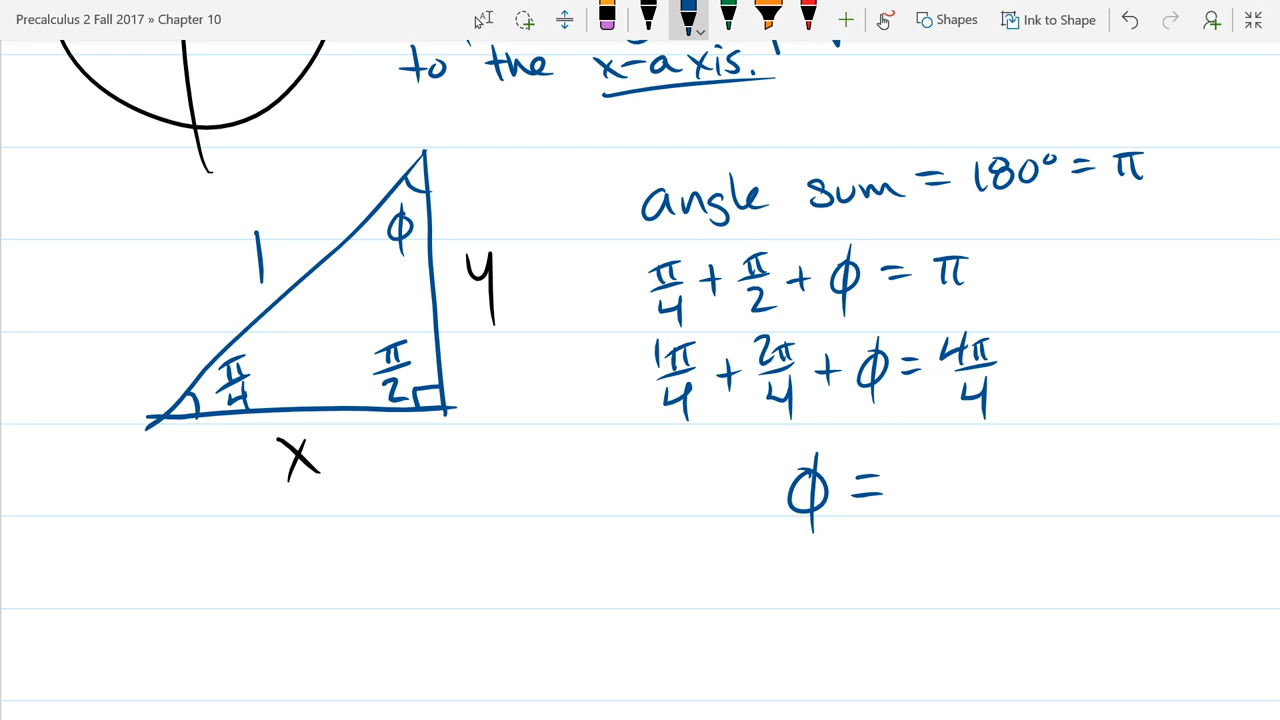 Precalculus 2 Fall 2017 » Chapter 10
Shapes
Ink to Shape
to the x-axis.
angle sum = 180° = π
1
ϕ
y
π/4
π/2
x
π/4 + π/2 + ϕ = π
1π/4 + 2π/4 + ϕ = 4π/4
ϕ =